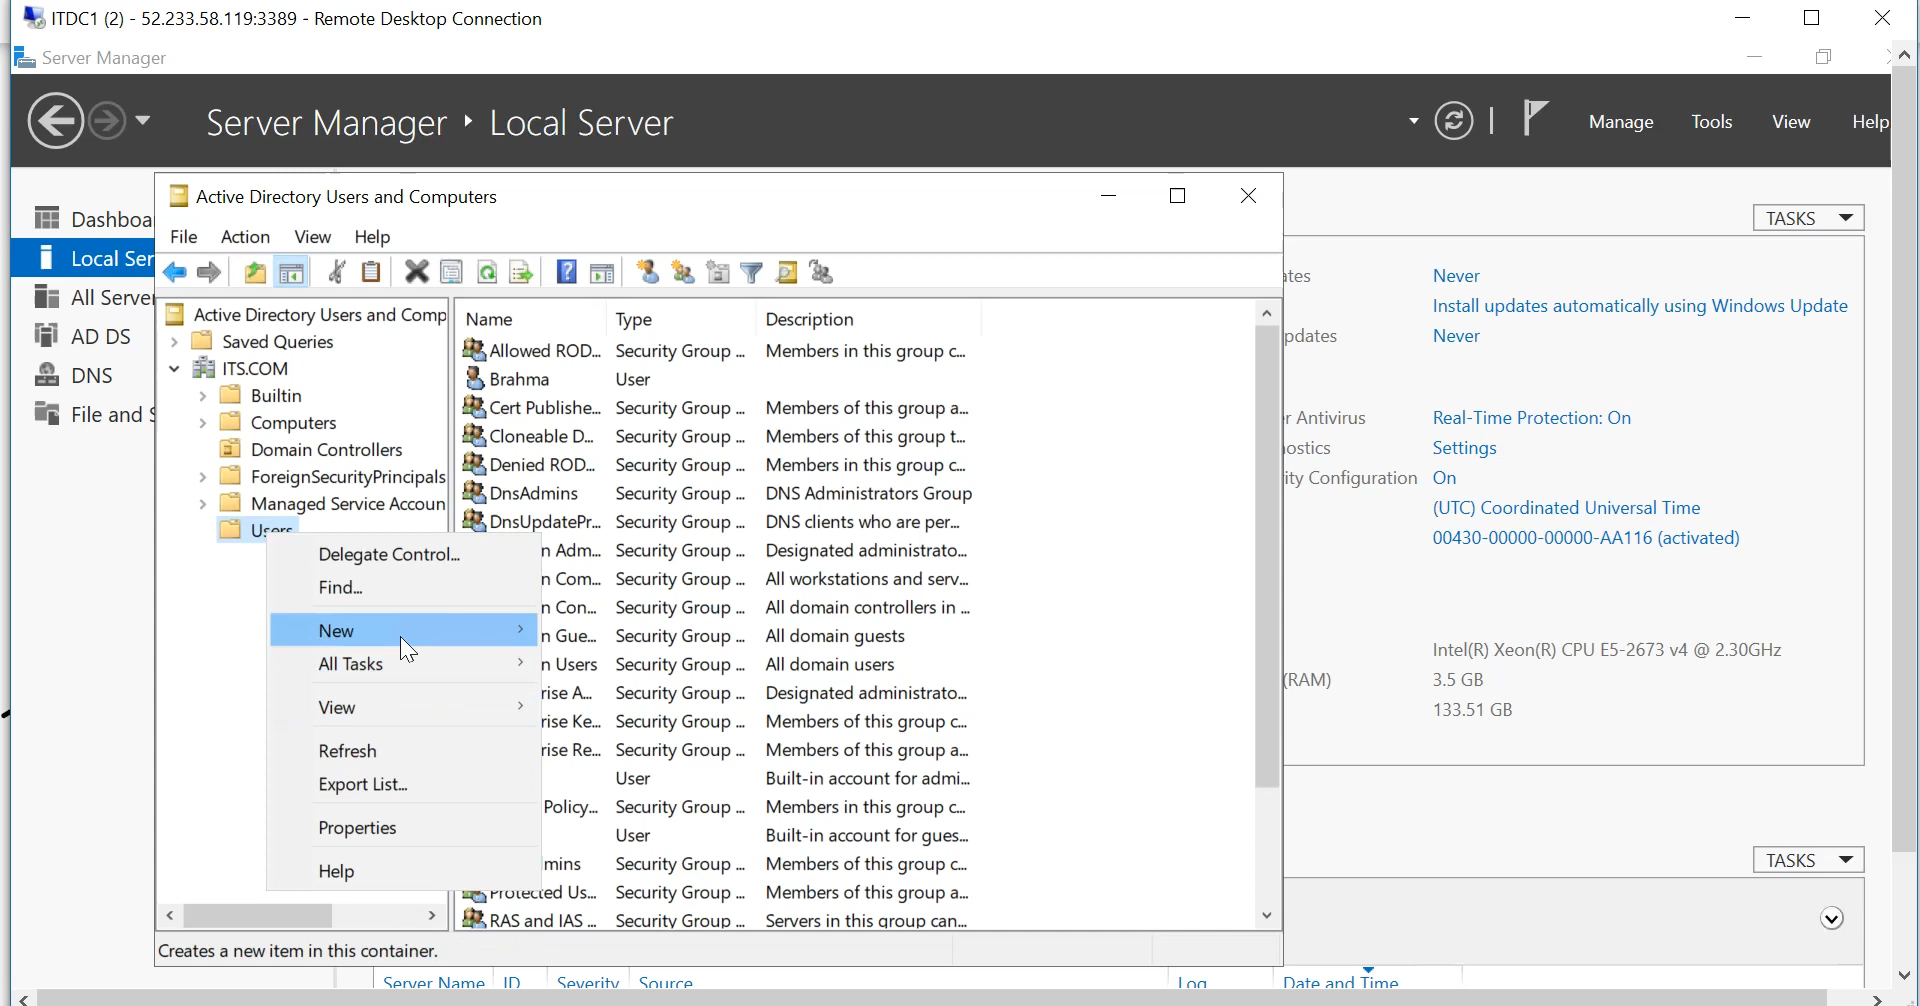 ITDC1 (2) - 52.233.58.119:3389 - Remote Desktop Connection
Server Manager
Server Manager ‣ Local Server
Manage Tools View Help
Active Directory Users and Computers
File Action View Help
Dashboa
Local Ser
All Server
AD DS
DNS
File and S
Active Directory Users and Comp
Saved Queries
ITS.COM
Builtin
Computers
Domain Controllers
ForeignSecurityPrincipals
Managed Service Accoun
Users
Delegate Control...
Find...
New
All Tasks
View
Refresh
Export List...
Properties
Help
Name Type Description
Allowed ROD... Security Group ... Members in this group c...
Brahma User
Cert Publishe... Security Group ... Members of this group a...
Cloneable D... Security Group ... Members of this group t...
Denied ROD... Security Group ... Members in this group c...
DnsAdmins Security Group ... DNS Administrators Group
DnsUpdatePr... Security Group ... DNS clients who are per...
n Adm... Security Group ... Designated administrato...
n Com... Security Group ... All workstations and serv...
n Con... Security Group ... All domain controllers in ...
n Gue... Security Group ... All domain guests
n Users Security Group ... All domain users
rise A... Security Group ... Designated administrato...
rise Ke... Security Group ... Members of this group c...
rise Re... Security Group ... Members of this group a...
User Built-in account for admi...
Policy... Security Group ... Members in this group c...
User Built-in account for gues...
mins Security Group ... Members of this group c...
Protected Us... Security Group ... Members of this group a...
RAS and IAS ... Security Group ... Servers in this group can...
Creates a new item in this container.
TASKS
ates Never
Install updates automatically using Windows Update
pdates Never
r Antivirus Real-Time Protection: On
ostics Settings
ity Configuration On
(UTC) Coordinated Universal Time
00430-00000-00000-AA116 (activated)
Intel(R) Xeon(R) CPU E5-2673 v4 @ 2.30GHz
(RAM) 3.5 GB
133.51 GB
TASKS
Server Name ID Severity Source Log Date and Time